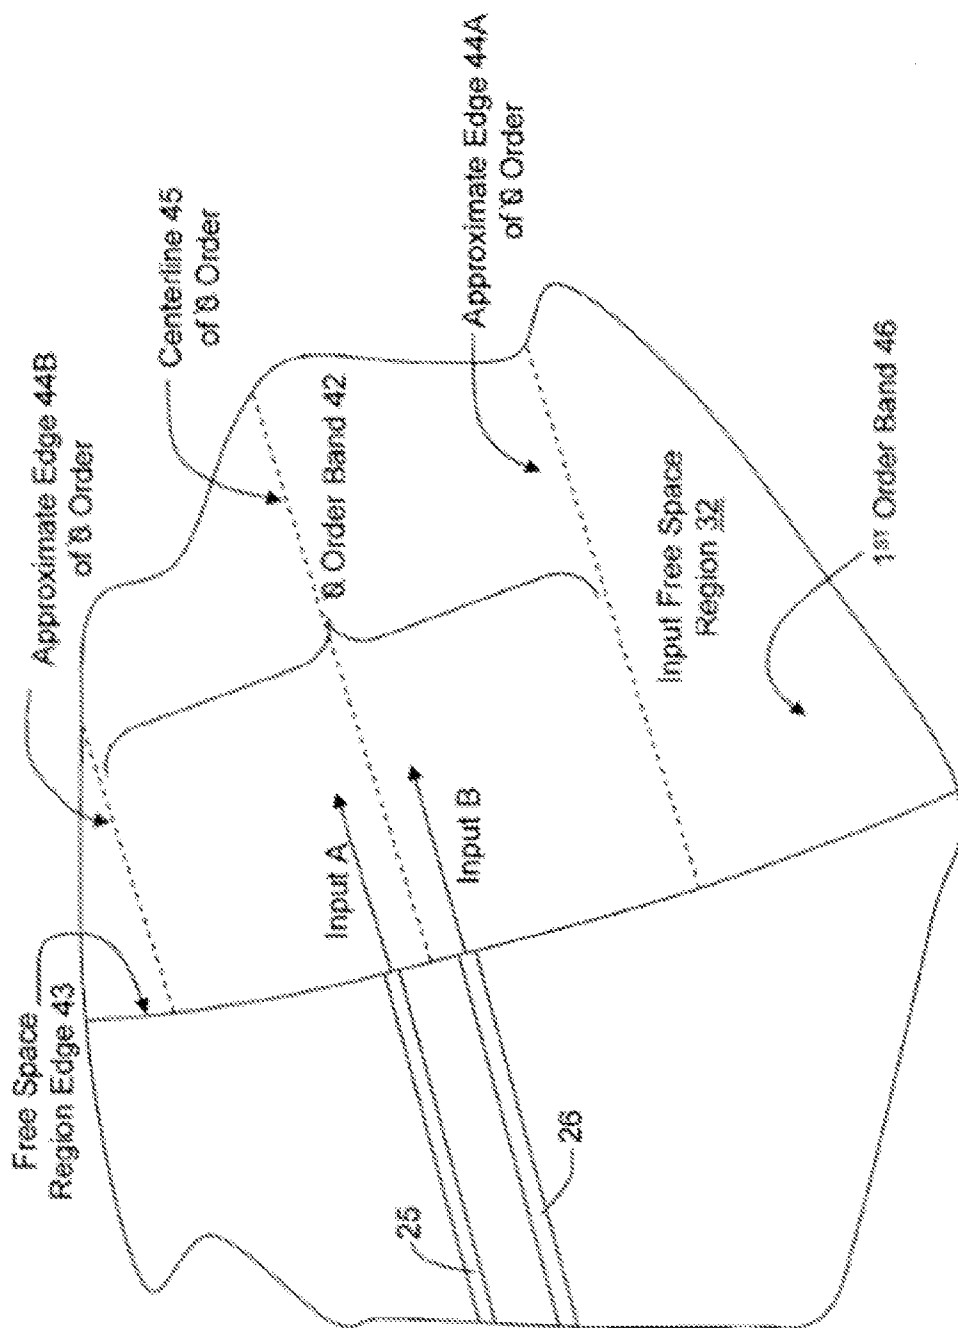 Free Space
Region Edge 43
Approximate Edge 44B
of 0 Order
Centerline 45
of 0 Order
Approximate Edge 44A
of 0 Order
0 Order Band 42
Input A
Input B
Input Free Space
Region 32
1ST Order Band 46
25
26